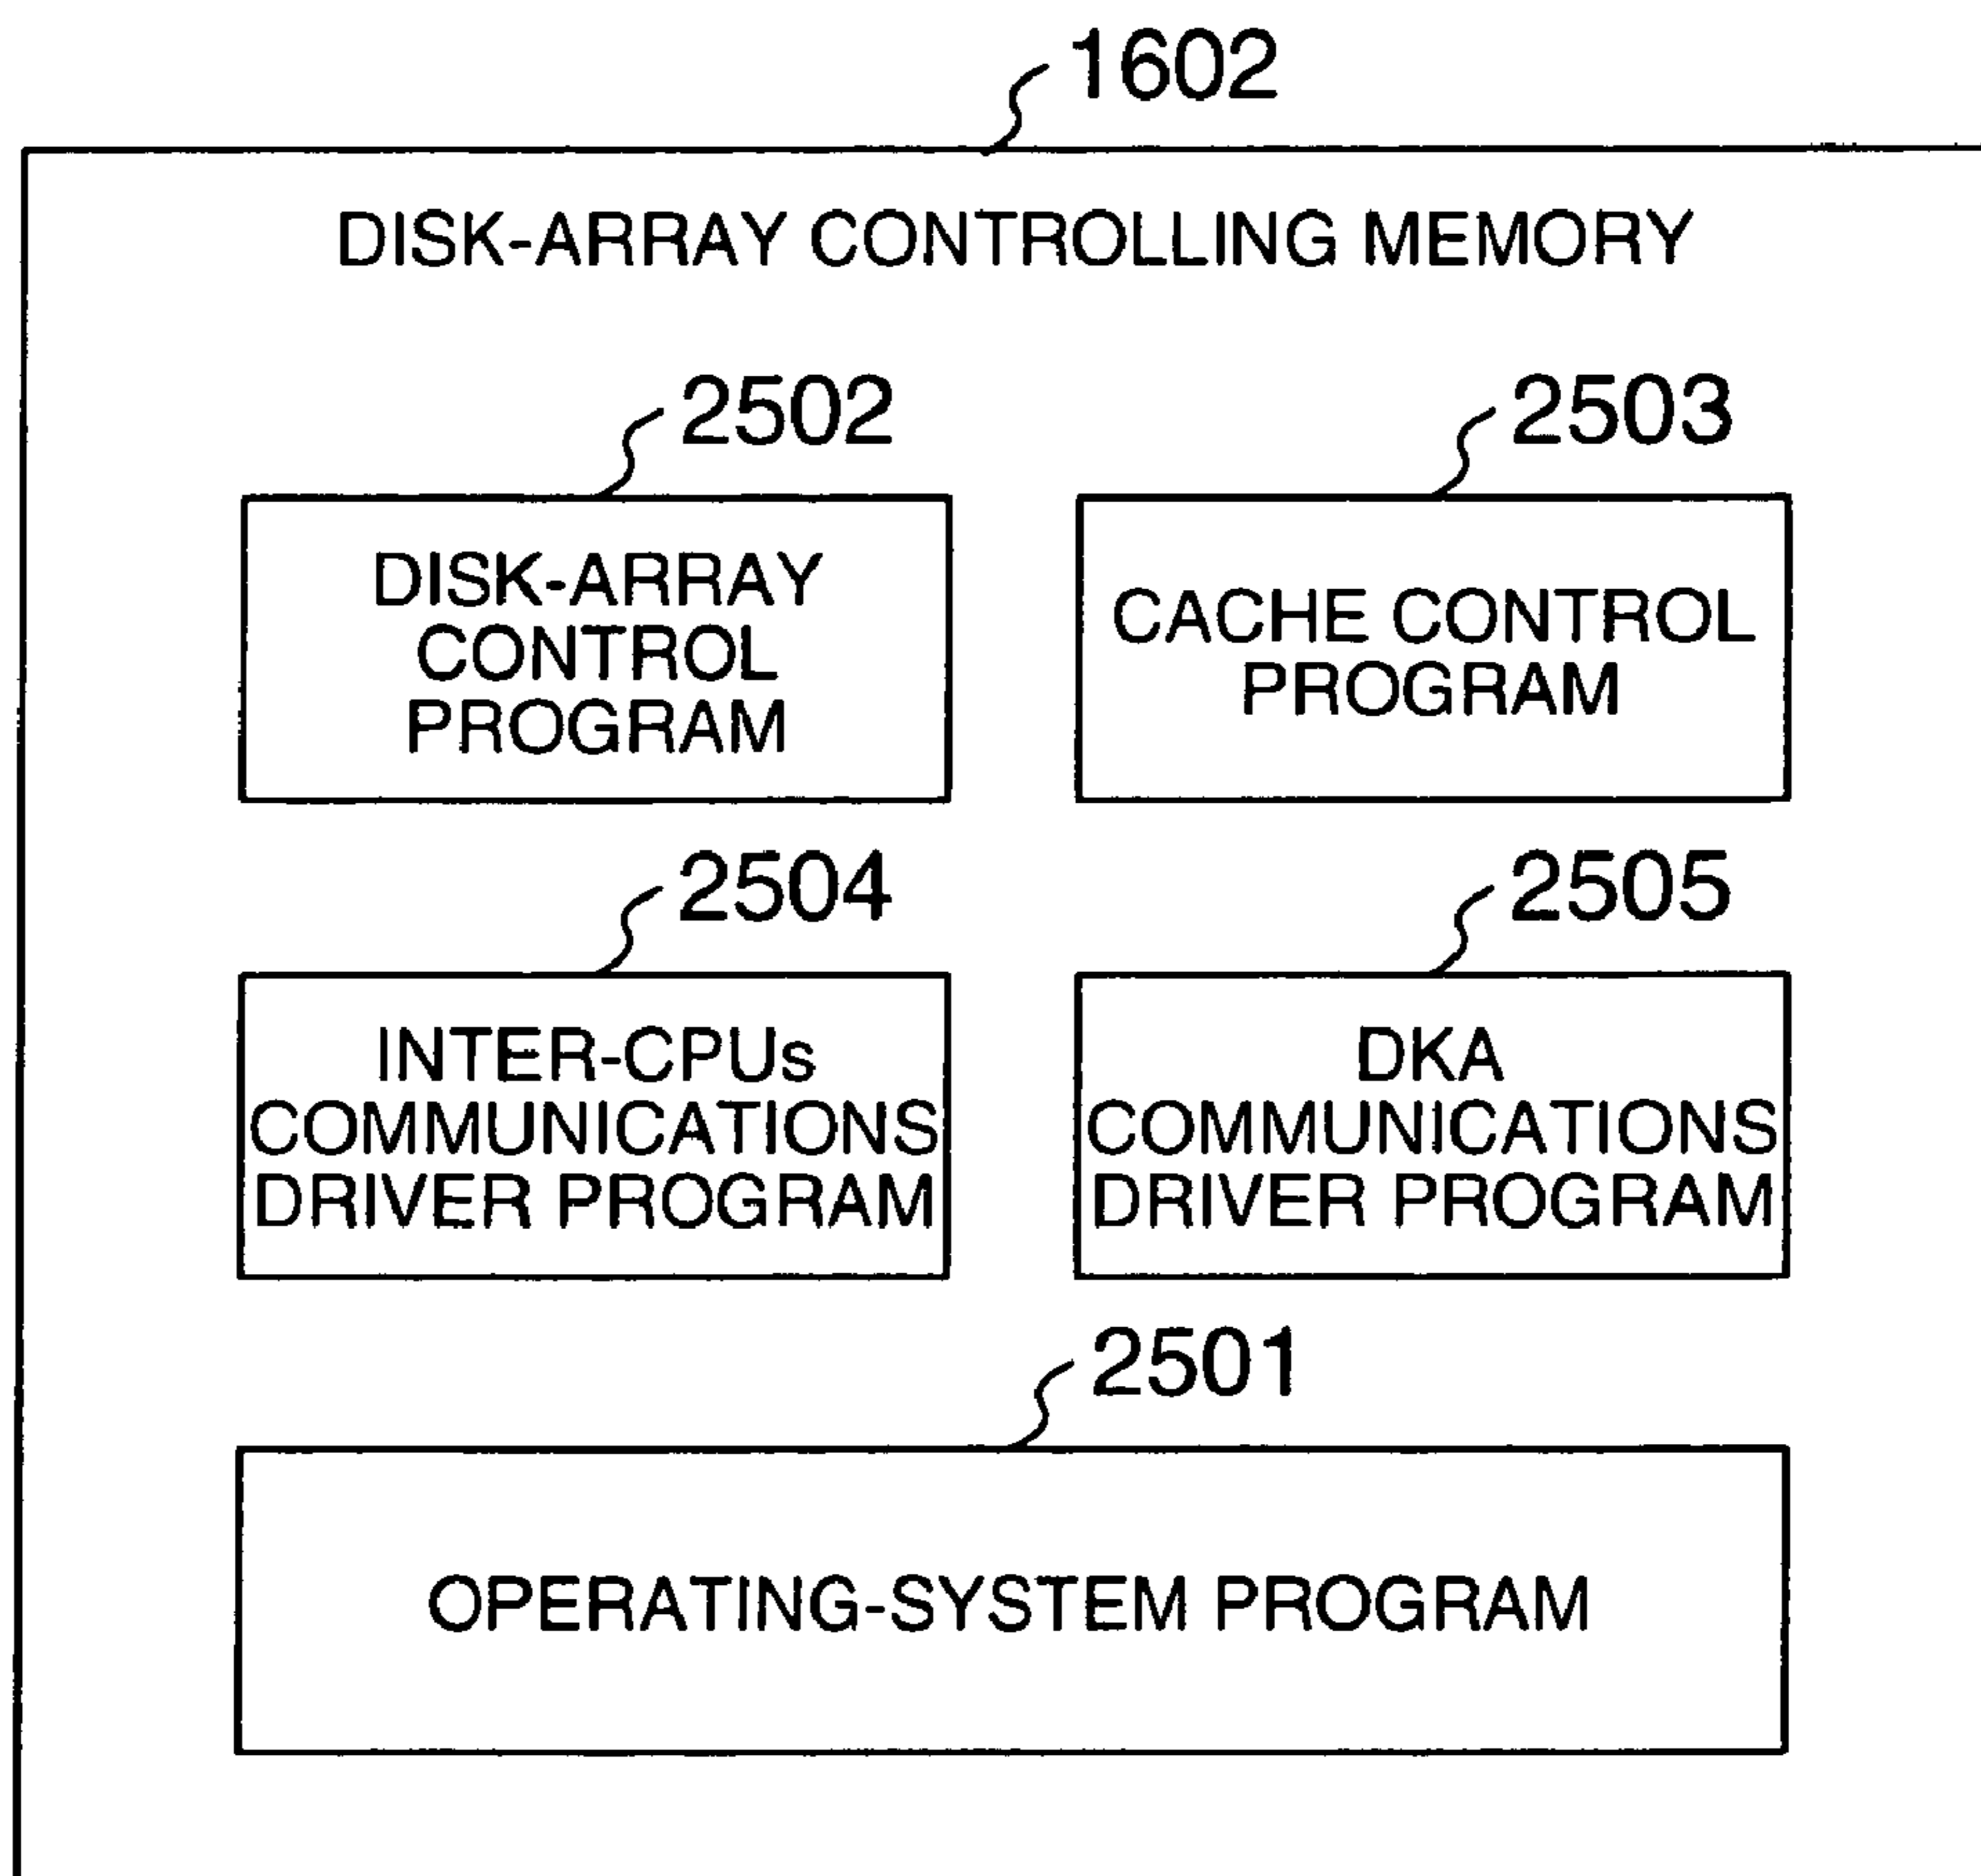 1602
DISK-ARRAY CONTROLLING MEMORY
2502
DISK-ARRAY
CONTROL
PROGRAM
2503
CACHE CONTROL
PROGRAM
2504
INTER-CPUs
COMMUNICATIONS
DRIVER PROGRAM
2505
DKA
COMMUNICATIONS
DRIVER PROGRAM
2501
OPERATING-SYSTEM PROGRAM